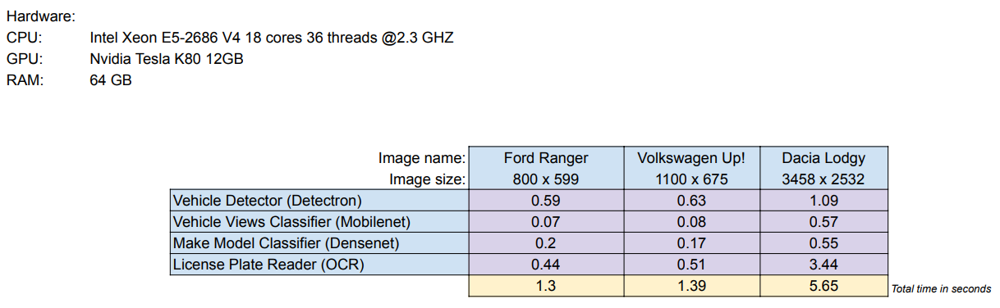 Hardware:
CPU: Intel Xeon E5-2686 V4 18 cores 36 threads @2.3 GHZ
GPU: Nvidia Tesla K80 12GB
RAM: 64 GB
Image name: Ford Ranger Volkswagen Up! Dacia Lodgy
Image size: 800 x 599 1100 x 675 3458 x 2532
Vehicle Detector (Detectron) 0.59 0.63 1.09
Vehicle Views Classifier (Mobilenet) 0.07 0.08 0.57
Make Model Classifier (Densenet) 0.2 0.17 0.55
License Plate Reader (OCR) 0.44 0.51 3.44
1.3 1.39 5.65 Total time in seconds